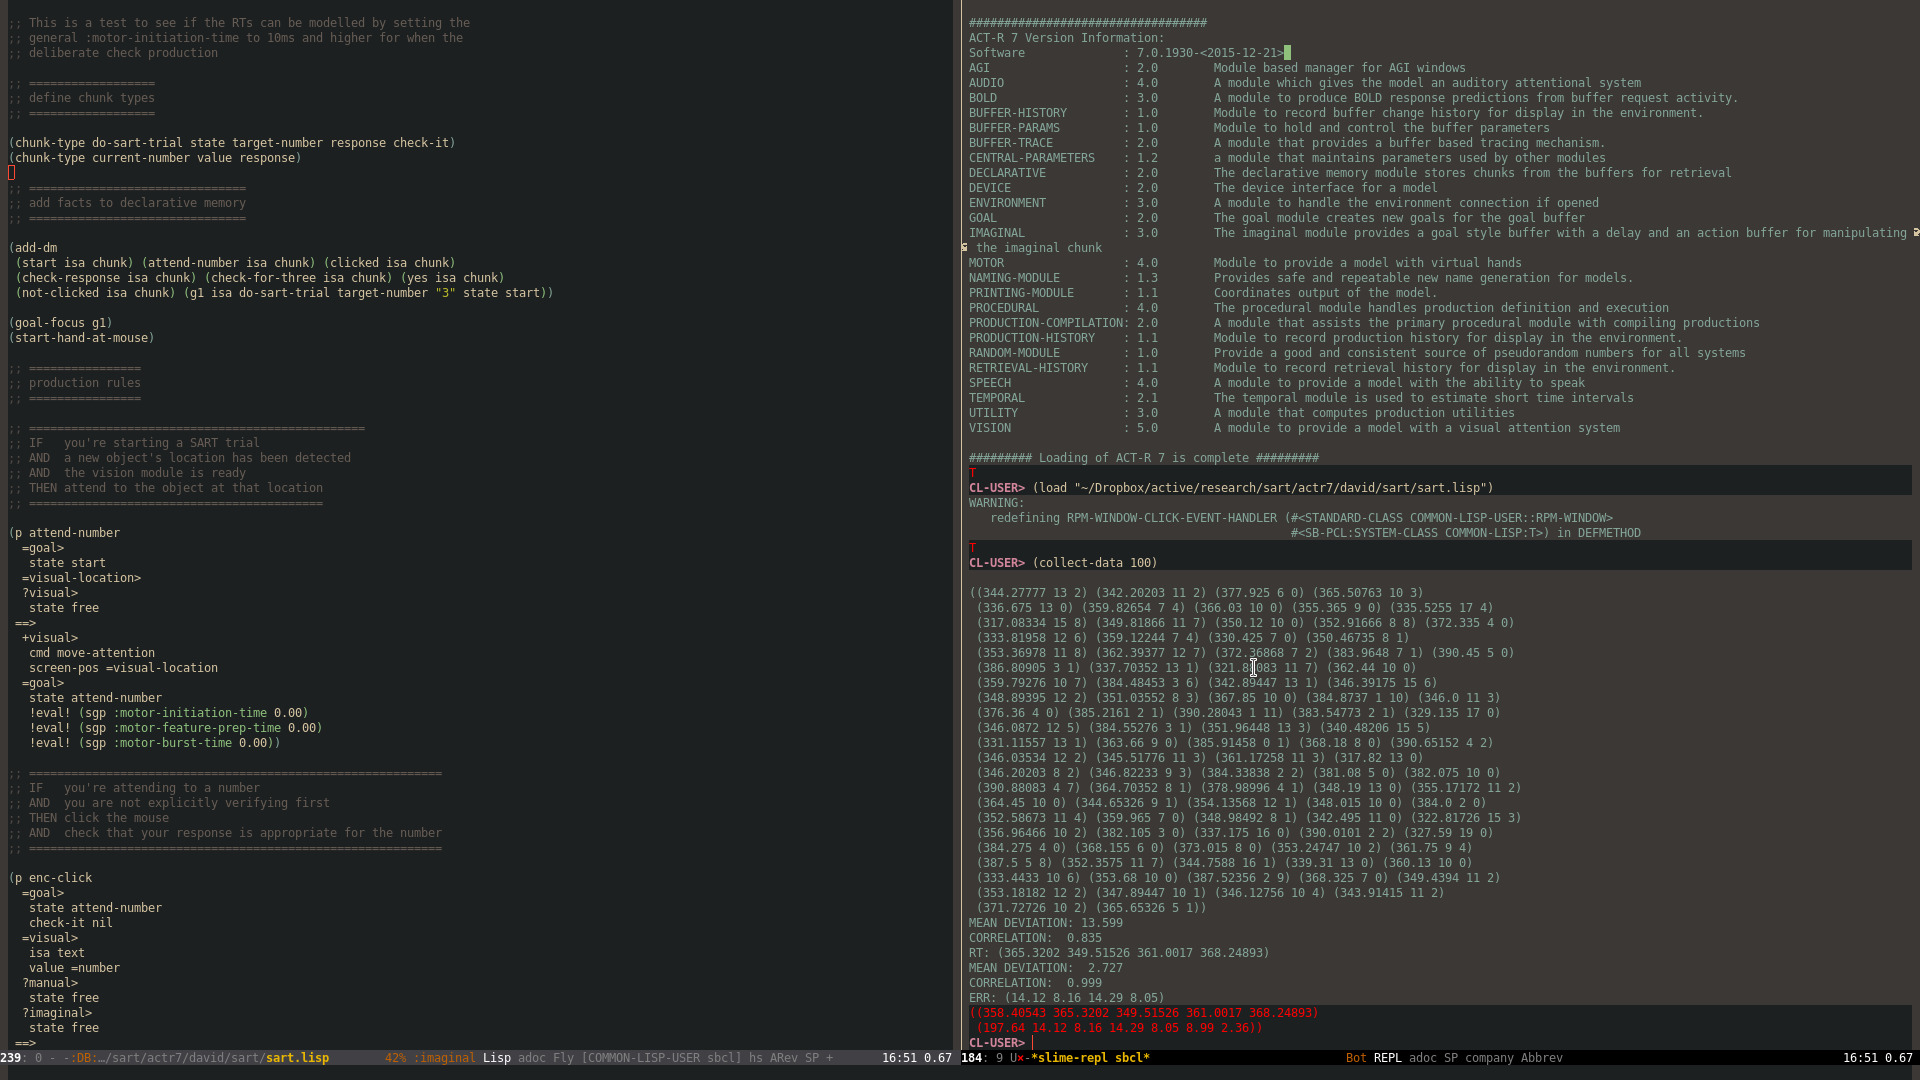 ;; This is a test to see if the RTs can be modelled by setting the
;; general :motor-initiation-time to 10ms and higher for when the
;; deliberate check production
;; ==================
;; define chunk types
;; ==================
(chunk-type do-sart-trial state target-number response check-it)
(chunk-type current-number value response)
;; ===============================
;; add facts to declarative memory
;; ===============================
(add-dm
 (start isa chunk) (attend-number isa chunk) (clicked isa chunk)
 (check-response isa chunk) (check-for-three isa chunk) (yes isa chunk)
 (not-clicked isa chunk) (g1 isa do-sart-trial target-number "3" state start))
(goal-focus g1)
(start-hand-at-mouse)
;; ================
;; production rules
;; ================
;; ================================================
;; IF   you're starting a SART trial
;; AND  a new object's location has been detected
;; AND  the vision module is ready
;; THEN attend to the object at that location
;; ==========================================
(p attend-number
  =goal>
   state start
  =visual-location>
  ?visual>
   state free
 ==>
  +visual>
   cmd move-attention
   screen-pos =visual-location
  =goal>
   state attend-number
   !eval! (sgp :motor-initiation-time 0.00)
   !eval! (sgp :motor-feature-prep-time 0.00)
   !eval! (sgp :motor-burst-time 0.00))
;; ===========================================================
;; IF   you're attending to a number
;; AND  you are not explicitly verifying first
;; THEN click the mouse
;; AND  check that your response is appropriate for the number
;; ===========================================================
(p enc-click
  =goal>
   state attend-number
   check-it nil
  =visual>
   isa text
   value =number
  ?manual>
   state free
  ?imaginal>
   state free
 ==>
239: 0 - -:DB:…/sart/actr7/david/sart/sart.lisp 42% :imaginal Lisp adoc Fly [COMMON-LISP-USER sbcl] hs ARev SP + 16:51 0.67
##################################
ACT-R 7 Version Information:
Software              : 7.0.1930-<2015-12-21>
AGI                   : 2.0        Module based manager for AGI windows
AUDIO                 : 4.0        A module which gives the model an auditory attentional system
BOLD                  : 3.0        A module to produce BOLD response predictions from buffer request activity.
BUFFER-HISTORY        : 1.0        Module to record buffer change history for display in the environment.
BUFFER-PARAMS         : 1.0        Module to hold and control the buffer parameters
BUFFER-TRACE          : 2.0        A module that provides a buffer based tracing mechanism.
CENTRAL-PARAMETERS    : 1.2        a module that maintains parameters used by other modules
DECLARATIVE           : 2.0        The declarative memory module stores chunks from the buffers for retrieval
DEVICE                : 2.0        The device interface for a model
ENVIRONMENT           : 3.0        A module to handle the environment connection if opened
GOAL                  : 2.0        The goal module creates new goals for the goal buffer
IMAGINAL              : 3.0        The imaginal module provides a goal style buffer with a delay and an action buffer for manipulating
 the imaginal chunk
MOTOR                 : 4.0        Module to provide a model with virtual hands
NAMING-MODULE         : 1.3        Provides safe and repeatable new name generation for models.
PRINTING-MODULE       : 1.1        Coordinates output of the model.
PROCEDURAL            : 4.0        The procedural module handles production definition and execution
PRODUCTION-COMPILATION: 2.0        A module that assists the primary procedural module with compiling productions
PRODUCTION-HISTORY    : 1.1        Module to record production history for display in the environment.
RANDOM-MODULE         : 1.0        Provide a good and consistent source of pseudorandom numbers for all systems
RETRIEVAL-HISTORY     : 1.1        Module to record retrieval history for display in the environment.
SPEECH                : 4.0        A module to provide a model with the ability to speak
TEMPORAL              : 2.1        The temporal module is used to estimate short time intervals
UTILITY               : 3.0        A module that computes production utilities
VISION                : 5.0        A module to provide a model with a visual attention system
######### Loading of ACT-R 7 is complete #########
T
CL-USER> (load "~/Dropbox/active/research/sart/actr7/david/sart/sart.lisp")
WARNING:
   redefining RPM-WINDOW-CLICK-EVENT-HANDLER (#<STANDARD-CLASS COMMON-LISP-USER::RPM-WINDOW>
                                              #<SB-PCL:SYSTEM-CLASS COMMON-LISP:T>) in DEFMETHOD
T
CL-USER> (collect-data 100)
((344.27777 13 2) (342.20203 11 2) (377.925 6 0) (365.50763 10 3)
 (336.675 13 0) (359.82654 7 4) (366.03 10 0) (355.365 9 0) (335.5255 17 4)
 (317.08334 15 8) (349.81866 11 7) (350.12 10 0) (352.91666 8 8) (372.335 4 0)
 (333.81958 12 6) (359.12244 7 4) (330.425 7 0) (350.46735 8 1)
 (353.36978 11 8) (362.39377 12 7) (372.36868 7 2) (383.9648 7 1) (390.45 5 0)
 (386.80905 3 1) (337.70352 13 1) 11 7) (362.44 10 0)
 (359.79276 10 7) (384.48453 3 6) (342.89447 13 1) (346.39175 15 6)
 (348.89395 12 2) (351.03552 8 3) (367.85 10 0) (384.8737 1 10) (346.0 11 3)
 (376.36 4 0) (385.2161 2 1) (390.28043 1 11) (383.54773 2 1) (329.135 17 0)
 (346.0872 12 5) (384.55276 3 1) (351.96448 13 3) (340.48206 15 5)
 (331.11557 13 1) (363.66 9 0) (385.91458 0 1) (368.18 8 0) (390.65152 4 2)
 (346.03534 12 2) (345.51776 11 3) (361.17258 11 3) (317.82 13 0)
 (346.20203 8 2) (346.82233 9 3) (384.33838 2 2) (381.08 5 0) (382.075 10 0)
 (390.88083 4 7) (364.70352 8 1) (378.98996 4 1) (348.19 13 0) (355.17172 11 2)
 (364.45 10 0) (344.65326 9 1) (354.13568 12 1) (348.015 10 0) (384.0 2 0)
 (352.58673 11 4) (359.965 7 0) (348.98492 8 1) (342.495 11 0) (322.81726 15 3)
 (356.96466 10 2) (382.105 3 0) (337.175 16 0) (390.0101 2 2) (327.59 19 0)
 (384.275 4 0) (368.155 6 0) (373.015 8 0) (353.24747 10 2) (361.75 9 4)
 (387.5 5 8) (352.3575 11 7) (344.7588 16 1) (339.31 13 0) (360.13 10 0)
 (333.4433 10 6) (353.68 10 0) (387.52356 2 9) (368.325 7 0) (349.4394 11 2)
 (353.18182 12 2) (347.89447 10 1) (346.12756 10 4) (343.91415 11 2)
 (371.72726 10 2) (365.65326 5 1))
MEAN DEVIATION: 13.599
CORRELATION:  0.835
RT: (365.3202 349.51526 361.0017 368.24893)
MEAN DEVIATION:  2.727
CORRELATION:  0.999
ERR: (14.12 8.16 14.29 8.05)
((358.40543 365.3202 349.51526 361.0017 368.24893)
 (197.64 14.12 8.16 14.29 8.05 8.99 2.36))
CL-USER>
184: 9 U×-*slime-repl sbcl* Bot REPL adoc SP company Abbrev 16:51 0.67